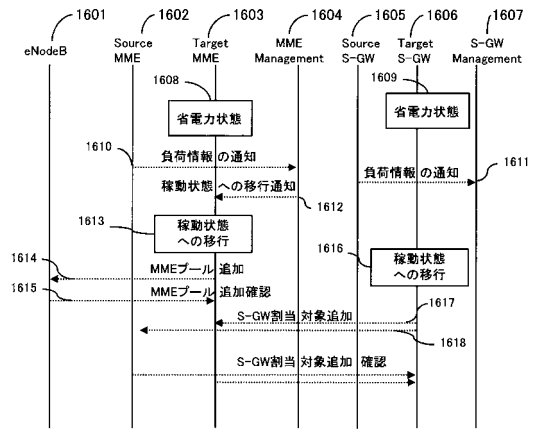 1601
1602
1603
1604
1605
1606
1607
eNodeB
Source
MME
Target
MME
MME
Management
Source
S-GW
Target
S-GW
S-GW
Management
1608
1609
省電力状態
省電力状態
1610
負荷情報 の通知
負荷情報 の通知
1611
稼動状態 への移行通知
1612
1613
稼動状態
への移行
1616
稼動状態
への移行
1614
MMEプール 追加
1615
MMEプール 追加確認
1617
S-GW割当 対象追加
1618
S-GW割当 対象追加 確認